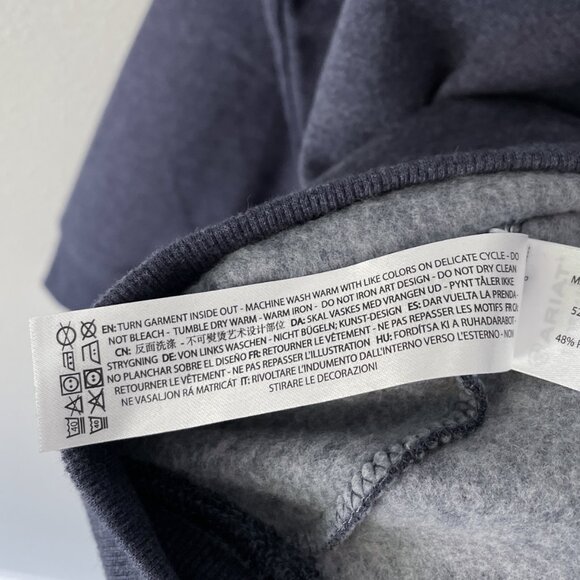 EN: TURN GARMENT INSIDE OUT - MACHINE WASH WARM WITH LIKE COLORS ON DELICATE CYCLE - DO
NOT BLEACH - TUMBLE DRY WARM - WARM IRON - DO NOT IRON ART DESIGN - DO NOT DRY CLEAN
CN: 反面洗涤 - 不可熨烫艺术设计部位 DA: SKAL VASKES MED VRANGEN UD - PYNT TÅLER IKKE
STRYGNING DE: VON LINKS WASCHEN - NICHT BÜGELN; KUNST-DESIGN ES: DAR VUELTA LA PRENDA -
NO PLANCHAR SOBRE EL DISEÑO FR: RETOURNER LE VÊTEMENT - NE PAS REPASSER LES MOTIFS
RETOURNER LE VÊTEMENT - NE PAS REPASSER L'ILLUSTRATION HU: FORDÍTSA KI A RUHADARABOT -
NE VASALJON RÁ MATRICÁT IT: RIVOLTARE L'INDUMENTO DALL'INTERNO VERSO L'ESTERNO - NON
STIRARE LE DECORAZIONI
40
40
ARIAT
M
52
48%